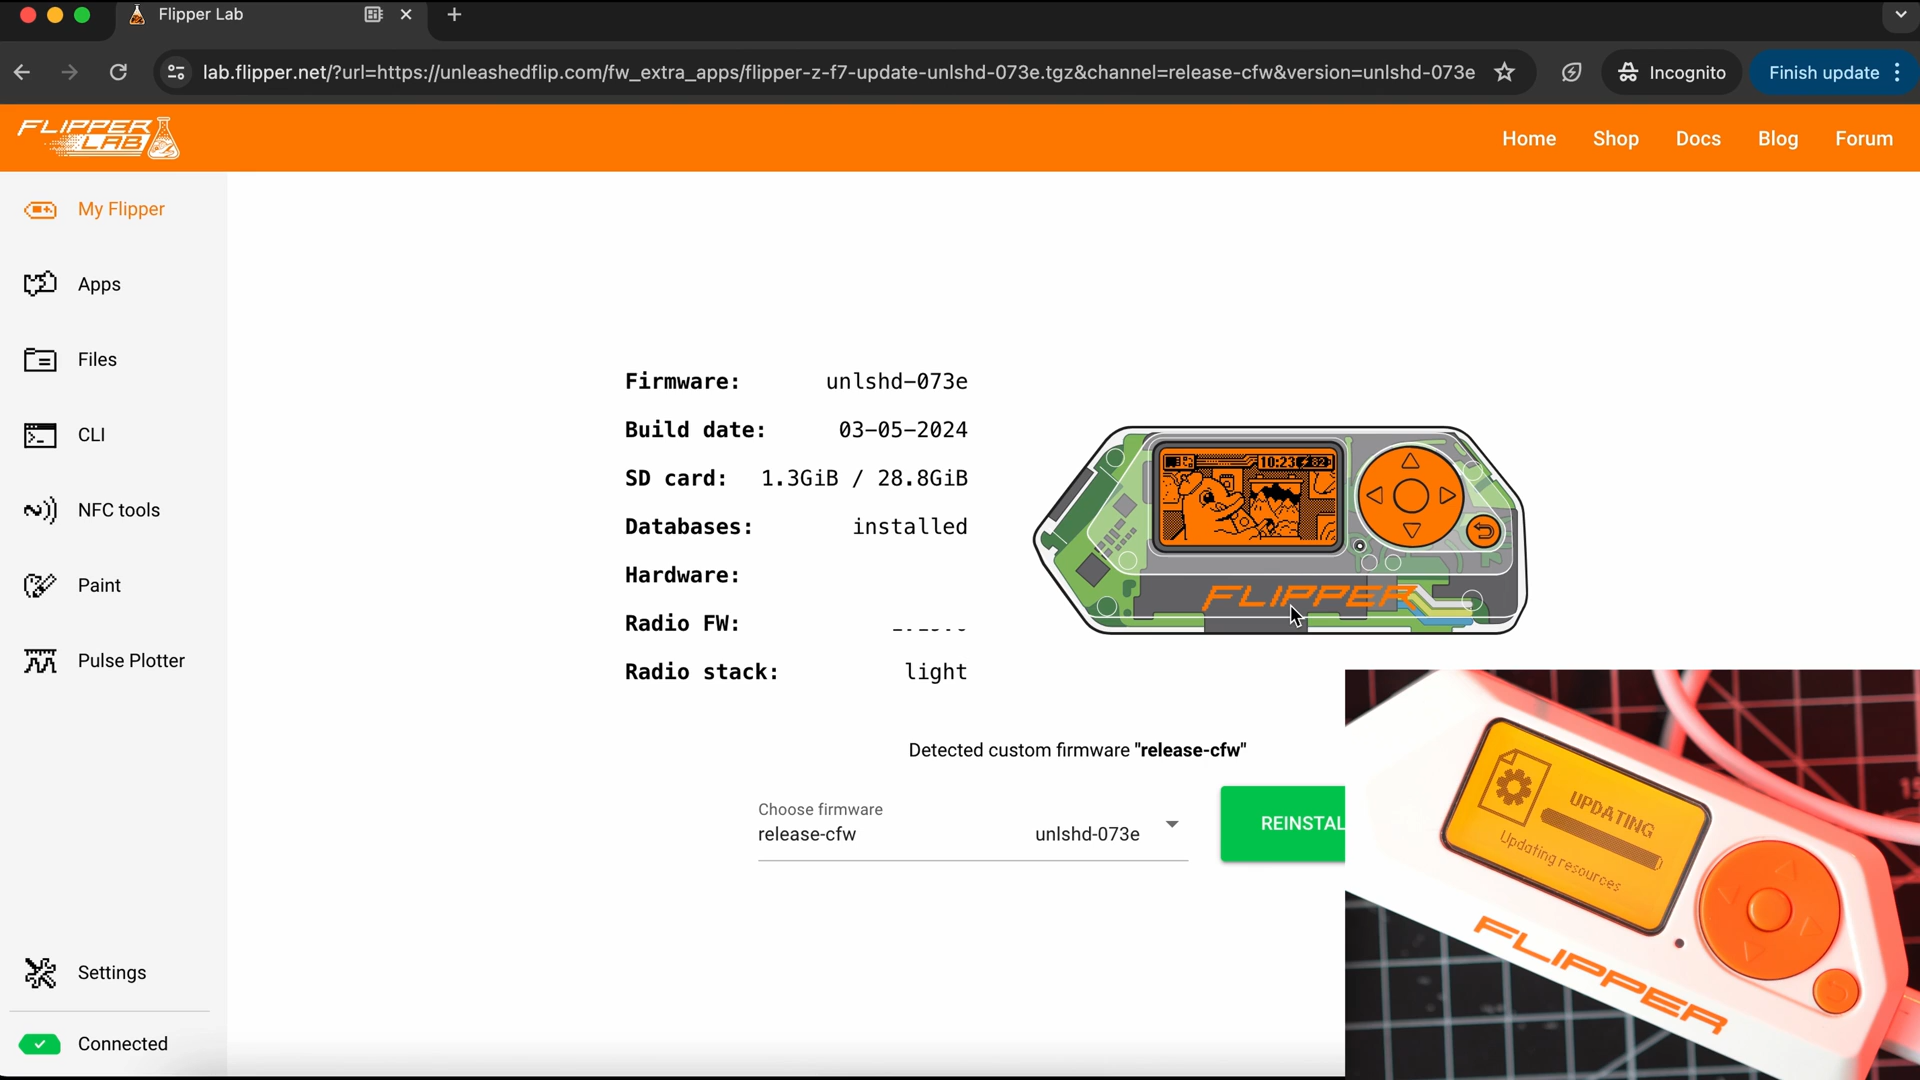 Flipper Lab
lab.flipper.net/?url=https://unleashedflip.com/fw_extra_apps/flipper-z-f7-update-unlshd-073e.tgz&channel=release-cfw&version=unlshd-073e
Incognito
Finish update
FLIPPER
LAB
Home Shop Docs Blog Forum
My Flipper
Apps
Files
CLI
NFC tools
Paint
Pulse Plotter
Settings
Connected
Firmware: unlshd-073e
Build date: 03-05-2024
SD card: 1.3GiB / 28.8GiB
Databases: installed
Hardware:
Radio FW:
Radio stack: light
10:23
82
FLIPPER
Detected custom firmware "release-cfw"
Choose firmware
release-cfw unlshd-073e
REINSTAL
UPDATING
Updating resources
FLIPPER